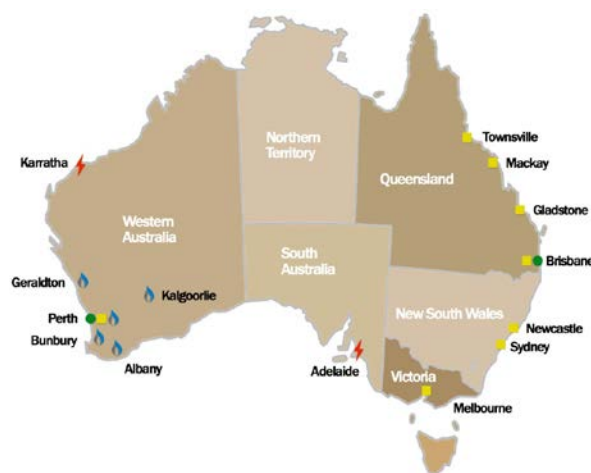 Northern
Territory
Townsville
Mackay
Karratha
Queensland
Gladstone
Western
Australia
South
Australia
Brisbane
Geraldton
Kalgoorlie
Perth
New South Wales
Newcastle
Bunbury
Sydney
Albany
Adelaide
Victoria
Melbourne